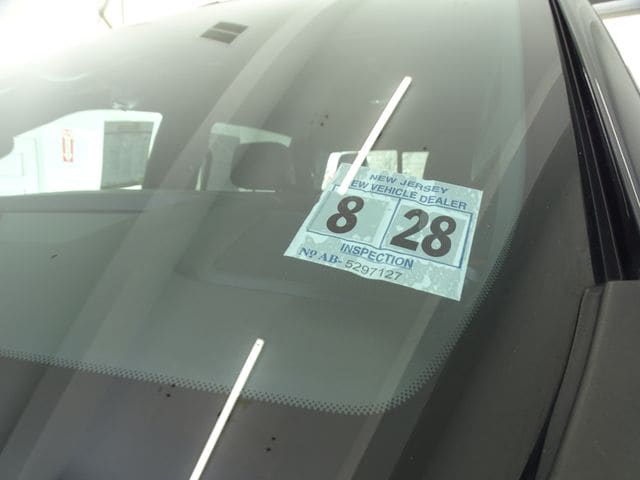 NEW JERSEY
NEW VEHICLE DEALER
8 28
INSPECTION
Nº AB- 5297127